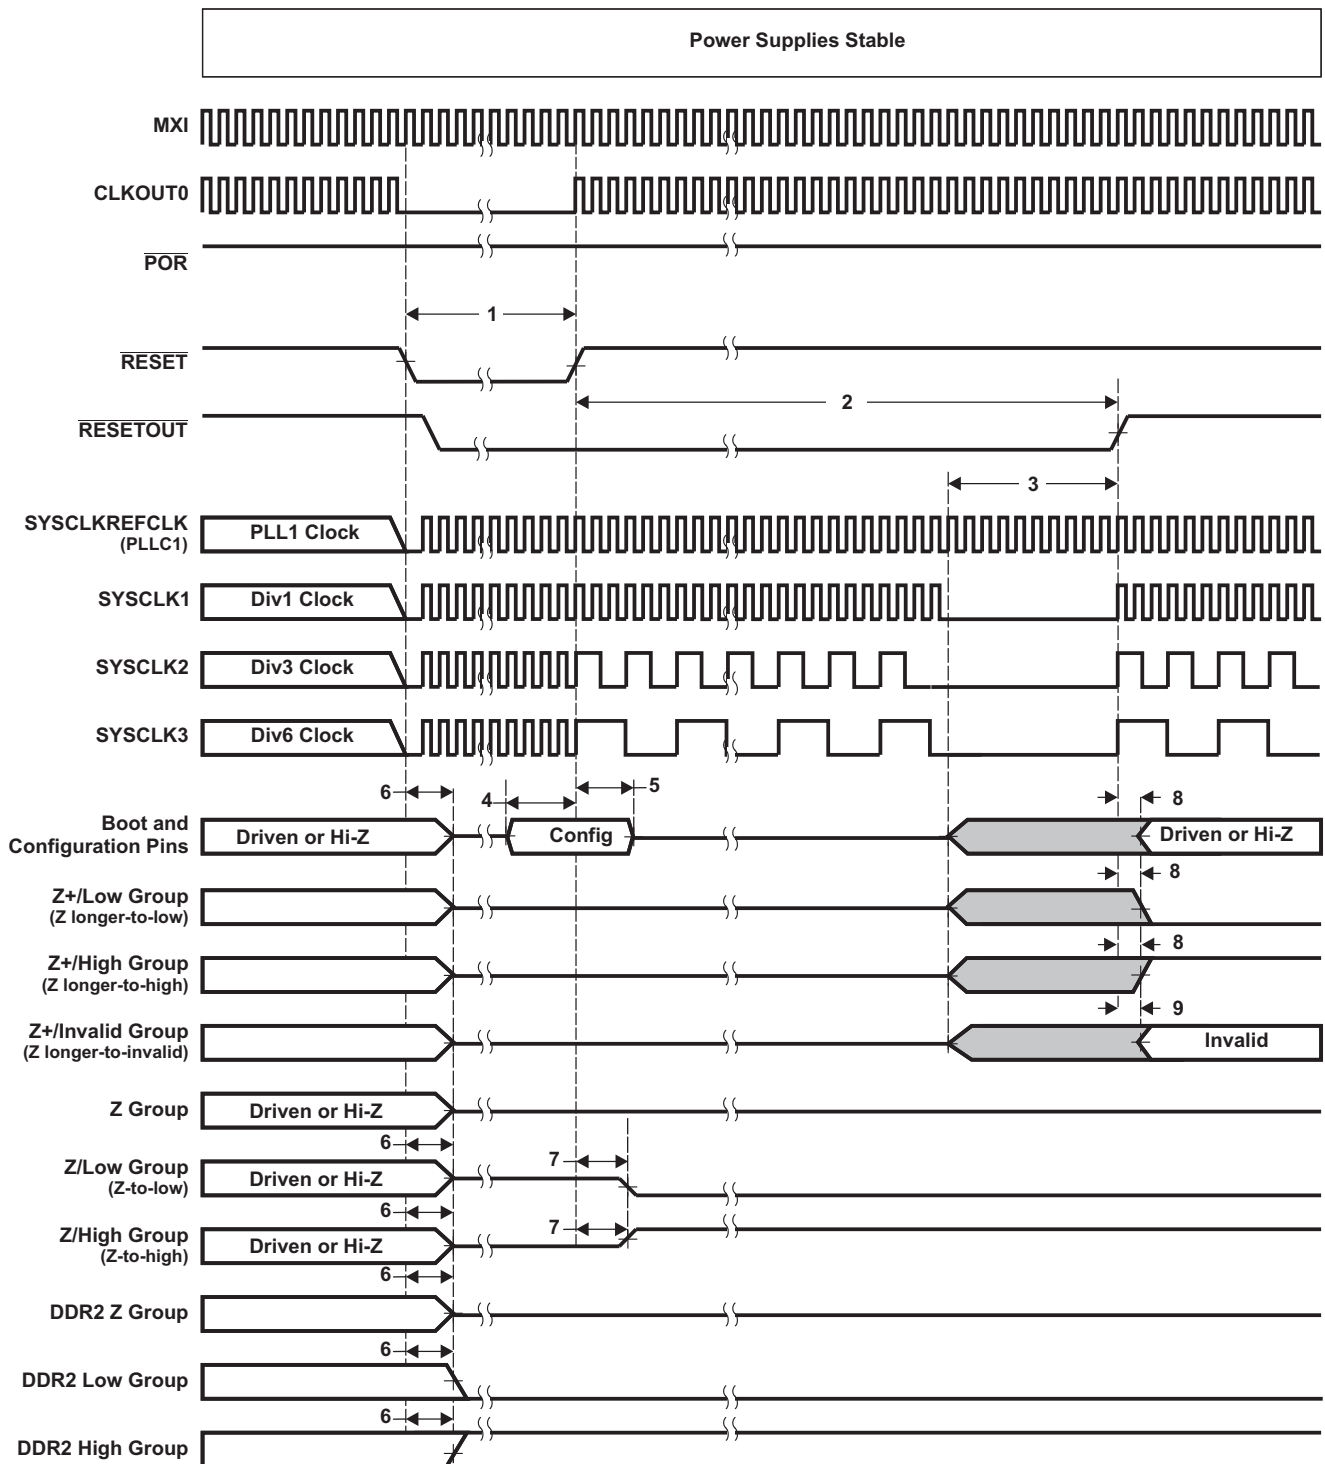 Power Supplies Stable
MXI
CLKOUT0
POR
1
RESET
2
RESETOUT
3
SYSCLKREFCLK
(PLLC1)
PLL1 Clock
SYSCLK1
Div1 Clock
SYSCLK2
Div3 Clock
SYSCLK3
Div6 Clock
6
4
5
8
Boot and
Configuration Pins
Driven or Hi-Z
Config
Driven or Hi-Z
8
Z+/Low Group
(Z longer-to-low)
8
Z+/High Group
(Z longer-to-high)
9
Z+/Invalid Group
(Z longer-to-invalid)
Invalid
Z Group
Driven or Hi-Z
6
7
Z/Low Group
(Z-to-low)
Driven or Hi-Z
6
7
Z/High Group
(Z-to-high)
Driven or Hi-Z
6
DDR2 Z Group
6
DDR2 Low Group
6
DDR2 High Group